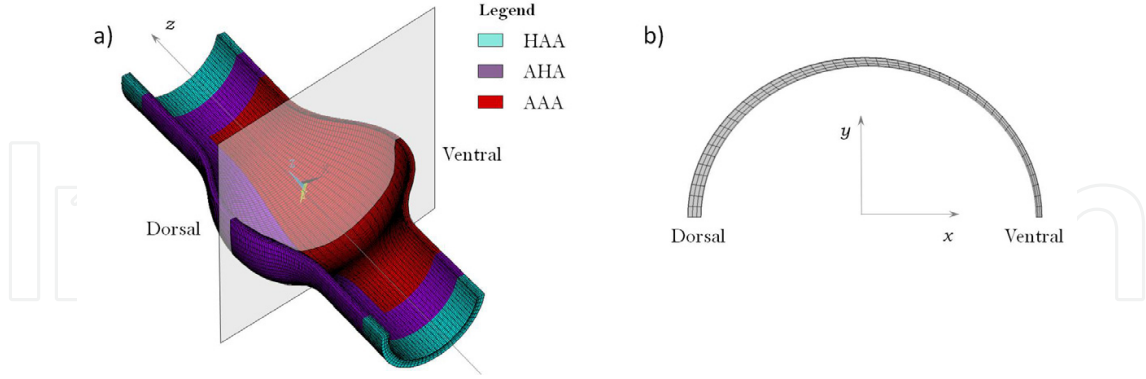 a)
z
Legend
HAA
AHA
AAA
Ventral
Dorsal
b)
y
x
Dorsal
Ventral